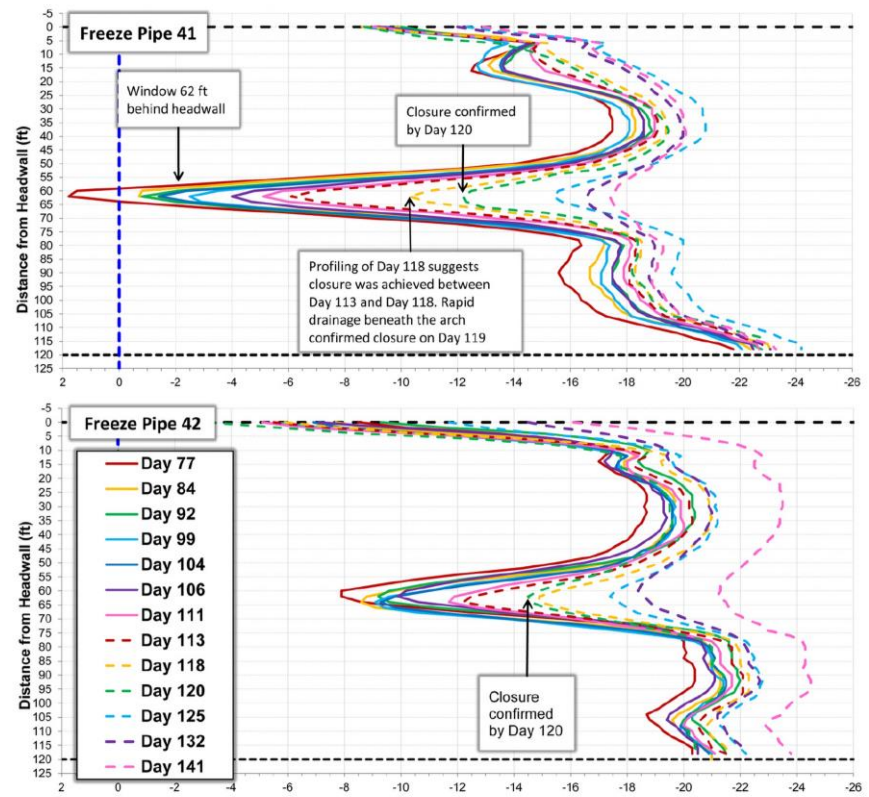 Freeze Pipe 41
Distance from Headwall (ft)
-5
0
5
10
15
20
25
30
35
40
45
50
55
60
65
70
75
80
85
90
95
100
105
110
115
120
125
Window 62 ft
behind headwall
Closure confirmed
by Day 120
Profiling of Day 118 suggests
closure was achieved between
Day 113 and Day 118. Rapid
drainage beneath the arch
confirmed closure on Day 119
2 0 -2 -4 -6 -8 -10 -12 -14 -16 -18 -20 -22 -24 -26
Freeze Pipe 42
Distance from Headwall (ft)
-5
0
5
10
15
20
25
30
35
40
45
50
55
60
65
70
75
80
85
90
95
100
105
110
115
120
125
Day 77
Day 84
Day 92
Day 99
Day 104
Day 106
Day 111
Day 113
Day 118
Day 120
Day 125
Day 132
Day 141
Closure
confirmed
by Day 120
2 0 -2 -4 -6 -8 -10 -12 -14 -16 -18 -20 -22 -24 -26